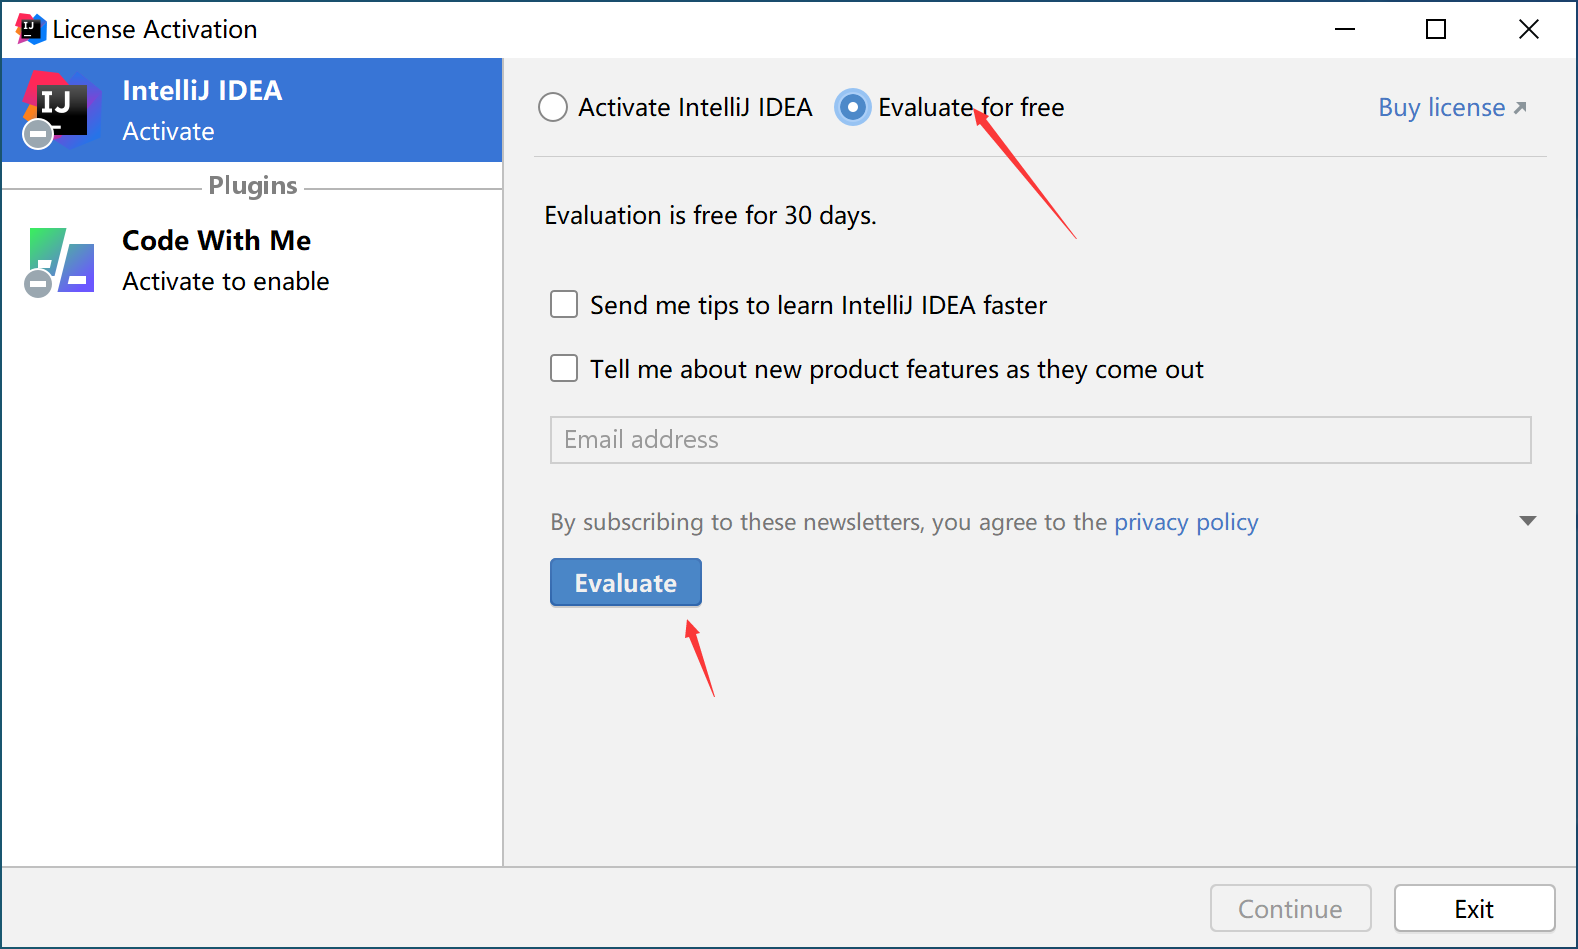 License Activation
IntelliJ IDEA
Activate
Plugins
Code With Me
Activate to enable
Activate IntelliJ IDEA
Evaluate for free
Buy license
Evaluation is free for 30 days.
Send me tips to learn IntelliJ IDEA faster
Tell me about new product features as they come out
Email address
By subscribing to these newsletters, you agree to the privacy policy
Evaluate
Continue
Exit